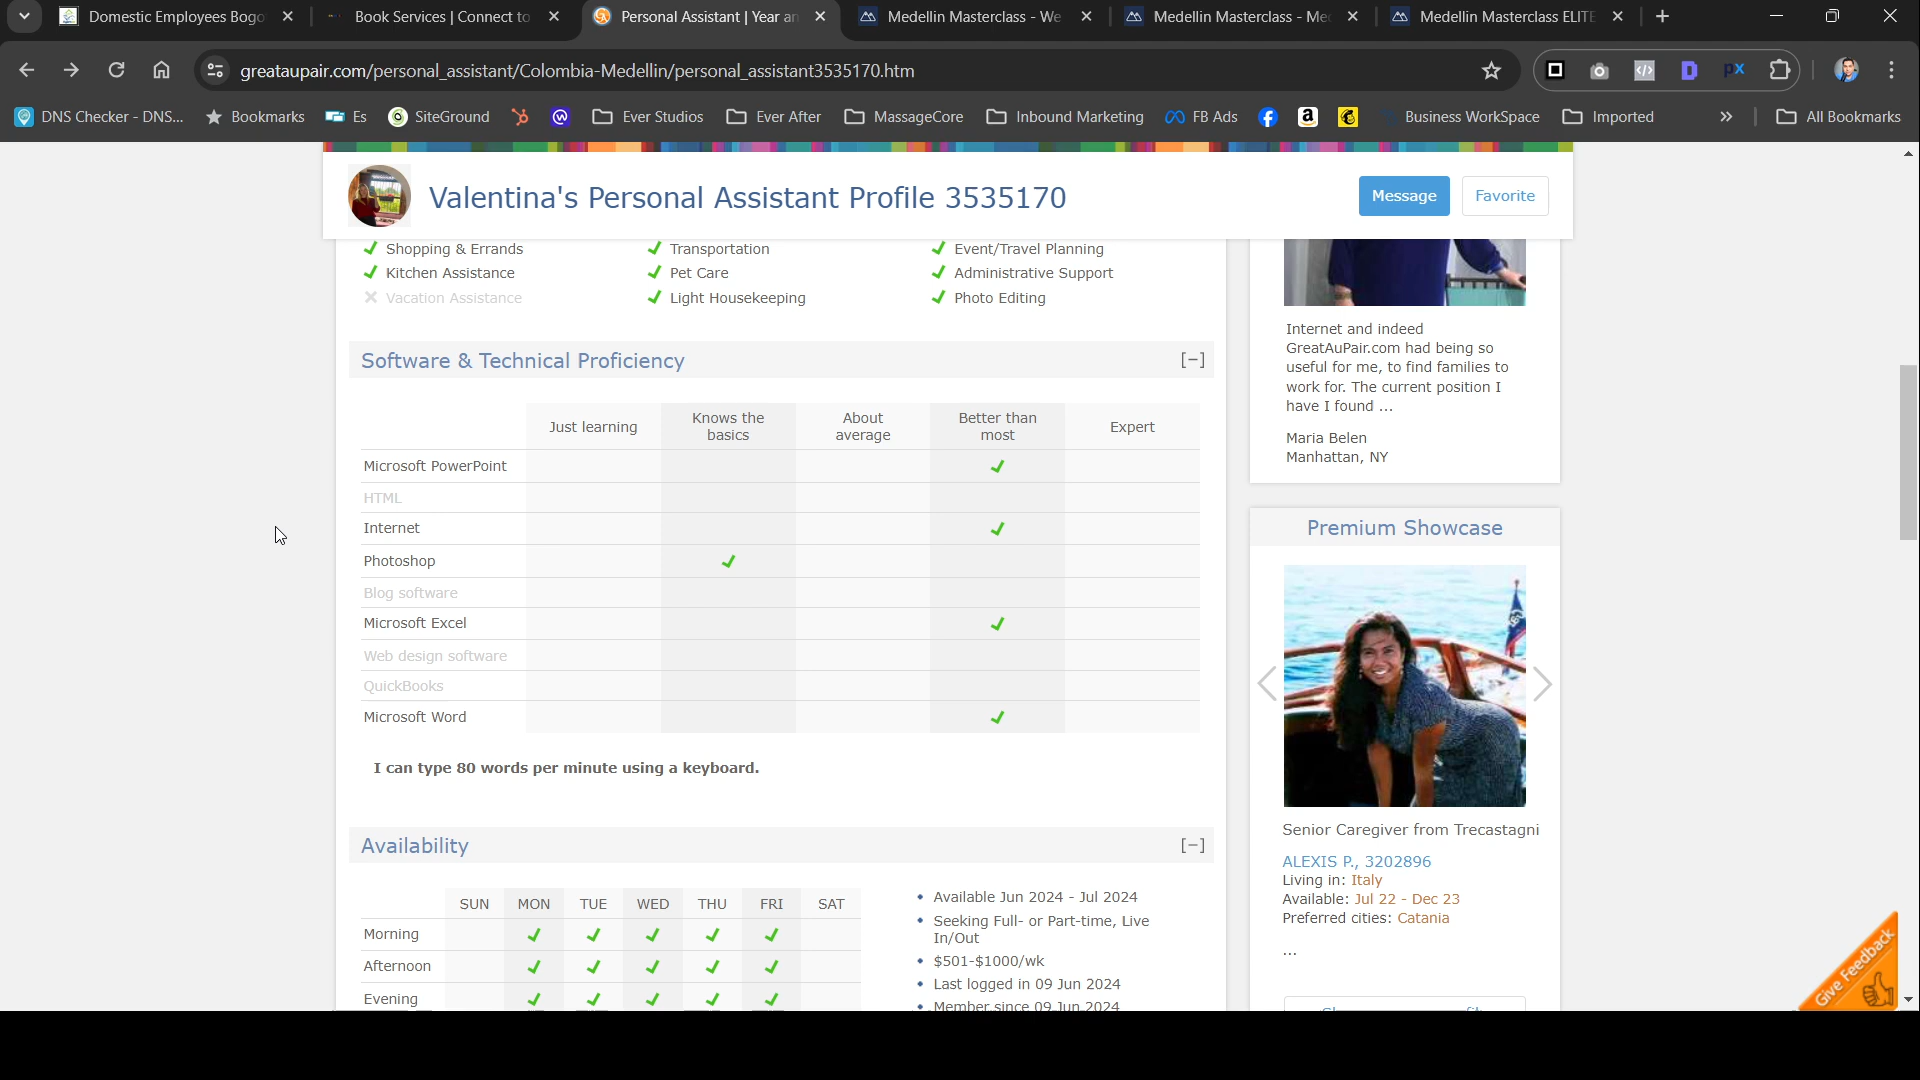 Domestic Employees Bogo
Book Services | Connect to
Personal Assistant | Year an
Medellin Masterclass - We
Medellin Masterclass - Med
Medellin Masterclass ELITE
greataupair.com/personal_assistant/Colombia-Medellin/personal_assistant3535170.htm
DNS Checker - DNS...
Bookmarks
Es
SiteGround
Ever Studios
Ever After
MassageCore
Inbound Marketing
FB Ads
Business WorkSpace
Imported
All Bookmarks
Valentina's Personal Assistant Profile 3535170
Message
Favorite
Shopping & Errands
Transportation
Event/Travel Planning
Kitchen Assistance
Pet Care
Administrative Support
Vacation Assistance
Light Housekeeping
Photo Editing
Software & Technical Proficiency
[-]
Just learning
Knows the
basics
About
average
Better than
most
Expert
Microsoft PowerPoint
HTML
Internet
Photoshop
Blog software
Microsoft Excel
Web design software
QuickBooks
Microsoft Word
I can type 80 words per minute using a keyboard.
Availability
[-]
SUN MON TUE WED THU FRI SAT
Morning
Afternoon
Evening
Available Jun 2024 - Jul 2024
Seeking Full- or Part-time, Live
In/Out
$501-$1000/wk
Last logged in 09 Jun 2024
Member since 09 Jun 2024
Internet and indeed
GreatAuPair.com had being so
useful for me, to find families to
work for. The current position I
have I found ...
Maria Belen
Manhattan, NY
Premium Showcase
Senior Caregiver from Trecastagni
ALEXIS P., 3202896
Living in: Italy
Available: Jul 22 - Dec 23
Preferred cities: Catania
...
Give Feedback